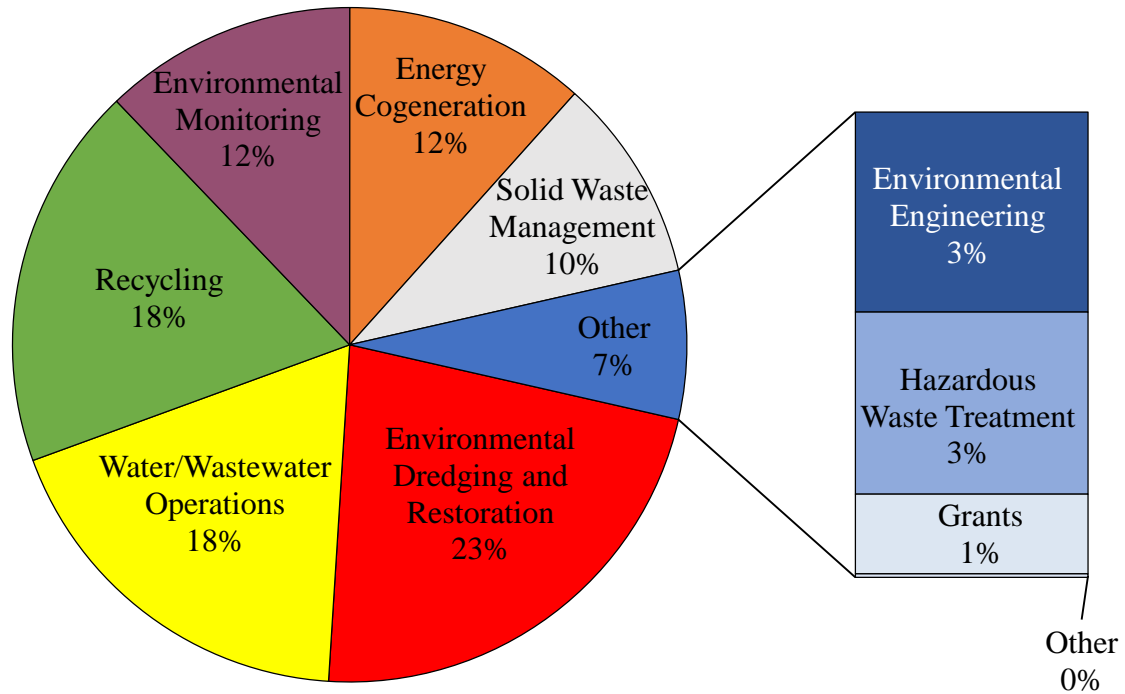 Environmental
Monitoring
12%
Energy
Cogeneration
12%
Solid Waste
Management
10%
Recycling
18%
Other
7%
Water/Wastewater
Operations
18%
Environmental
Dredging and
Restoration
23%
Environmental
Engineering
3%
Hazardous
Waste Treatment
3%
Grants
1%
Other
0%